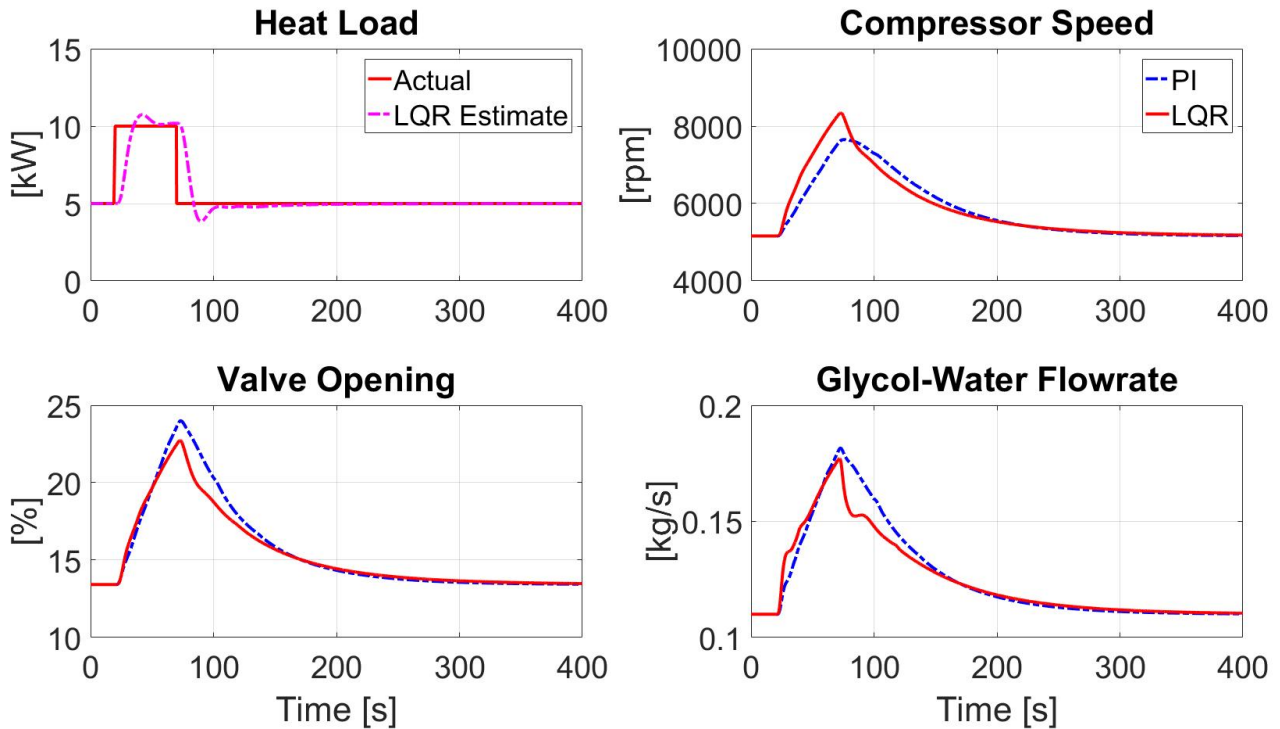 Heat Load
15
10
5
0
[kW]
Actual
LQR Estimate
0 100 200 300 400
Compressor Speed
10000
8000
6000
4000
[rpm]
PI
LQR
0 100 200 300 400
Valve Opening
25
20
15
10
[%]
0 100 200 300 400
Time [s]
Glycol-Water Flowrate
0.2
0.15
0.1
[kg/s]
0 100 200 300 400
Time [s]